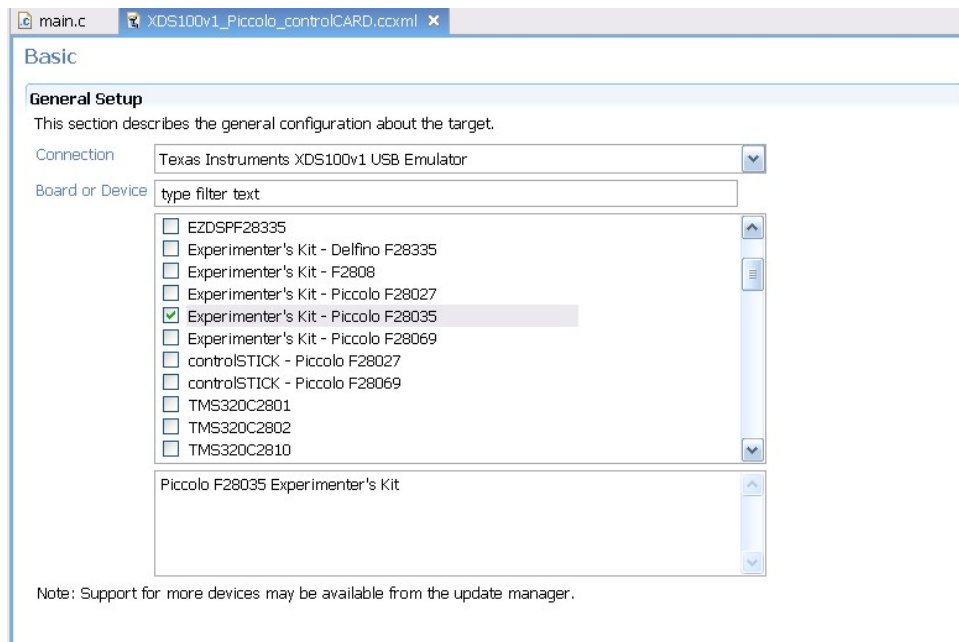 main.c
XDS100v1_Piccolo_controlCARD.ccxml
Basic
General Setup
This section describes the general configuration about the target.
Connection
Texas Instruments XDS100v1 USB Emulator
Board or Device
type filter text
EZDSPF28335
Experimenter's Kit - Delfino F28335
Experimenter's Kit - F2808
Experimenter's Kit - Piccolo F28027
Experimenter's Kit - Piccolo F28035
Experimenter's Kit - Piccolo F28069
controlSTICK - Piccolo F28027
controlSTICK - Piccolo F28069
TMS320C2801
TMS320C2802
TMS320C2810
Piccolo F28035 Experimenter's Kit
Note: Support for more devices may be available from the update manager.